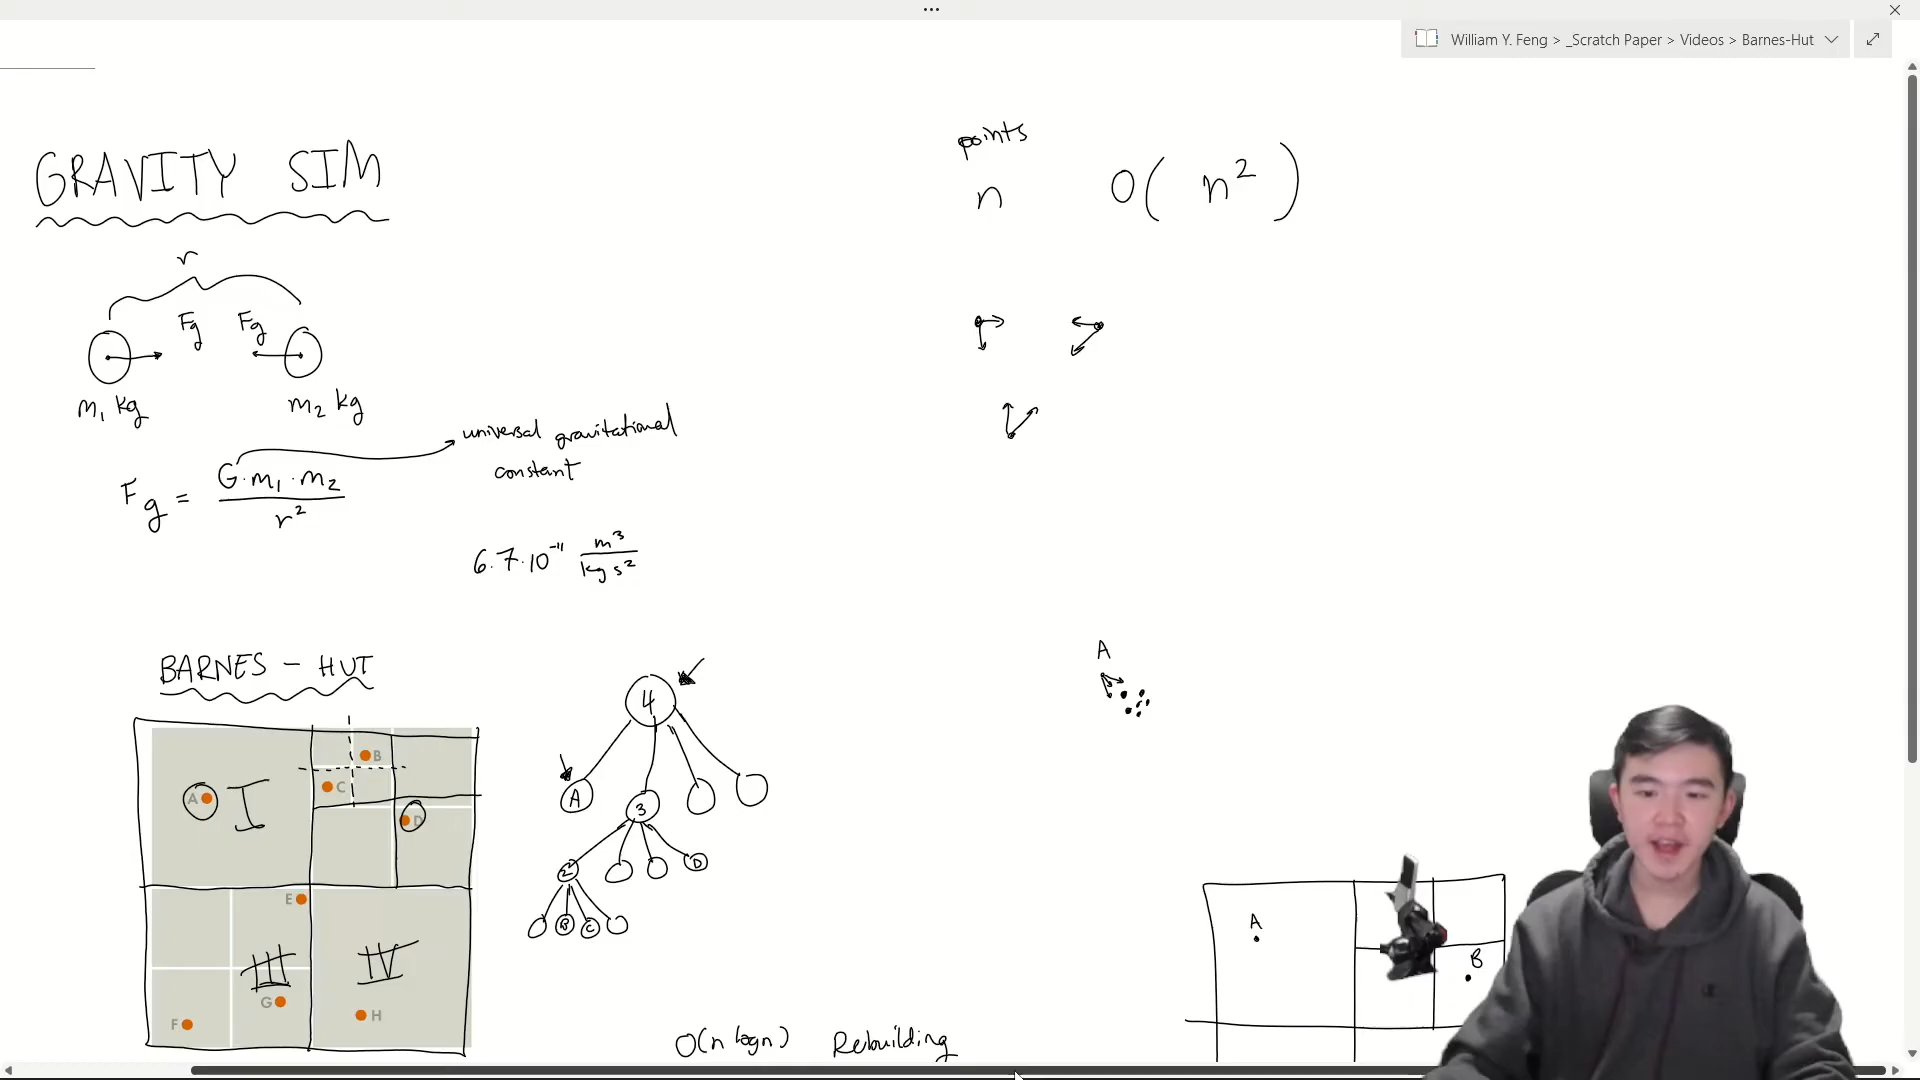 William Y. Feng > _Scratch Paper > Videos > Barnes-Hut
points
n O( n² )
GRAVITY SIM
r
Fg Fg
m₁ kg m₂ kg
universal gravitational
constant
Fg = G·m₁·m₂ / r²
6.7·10⁻¹¹ m³ / kg s²
BARNES - HUT
4
A 3
2 D
B C
A I
B
C
D
E
III IV
G
F H
A
A
B
O(n log n) Rebuilding